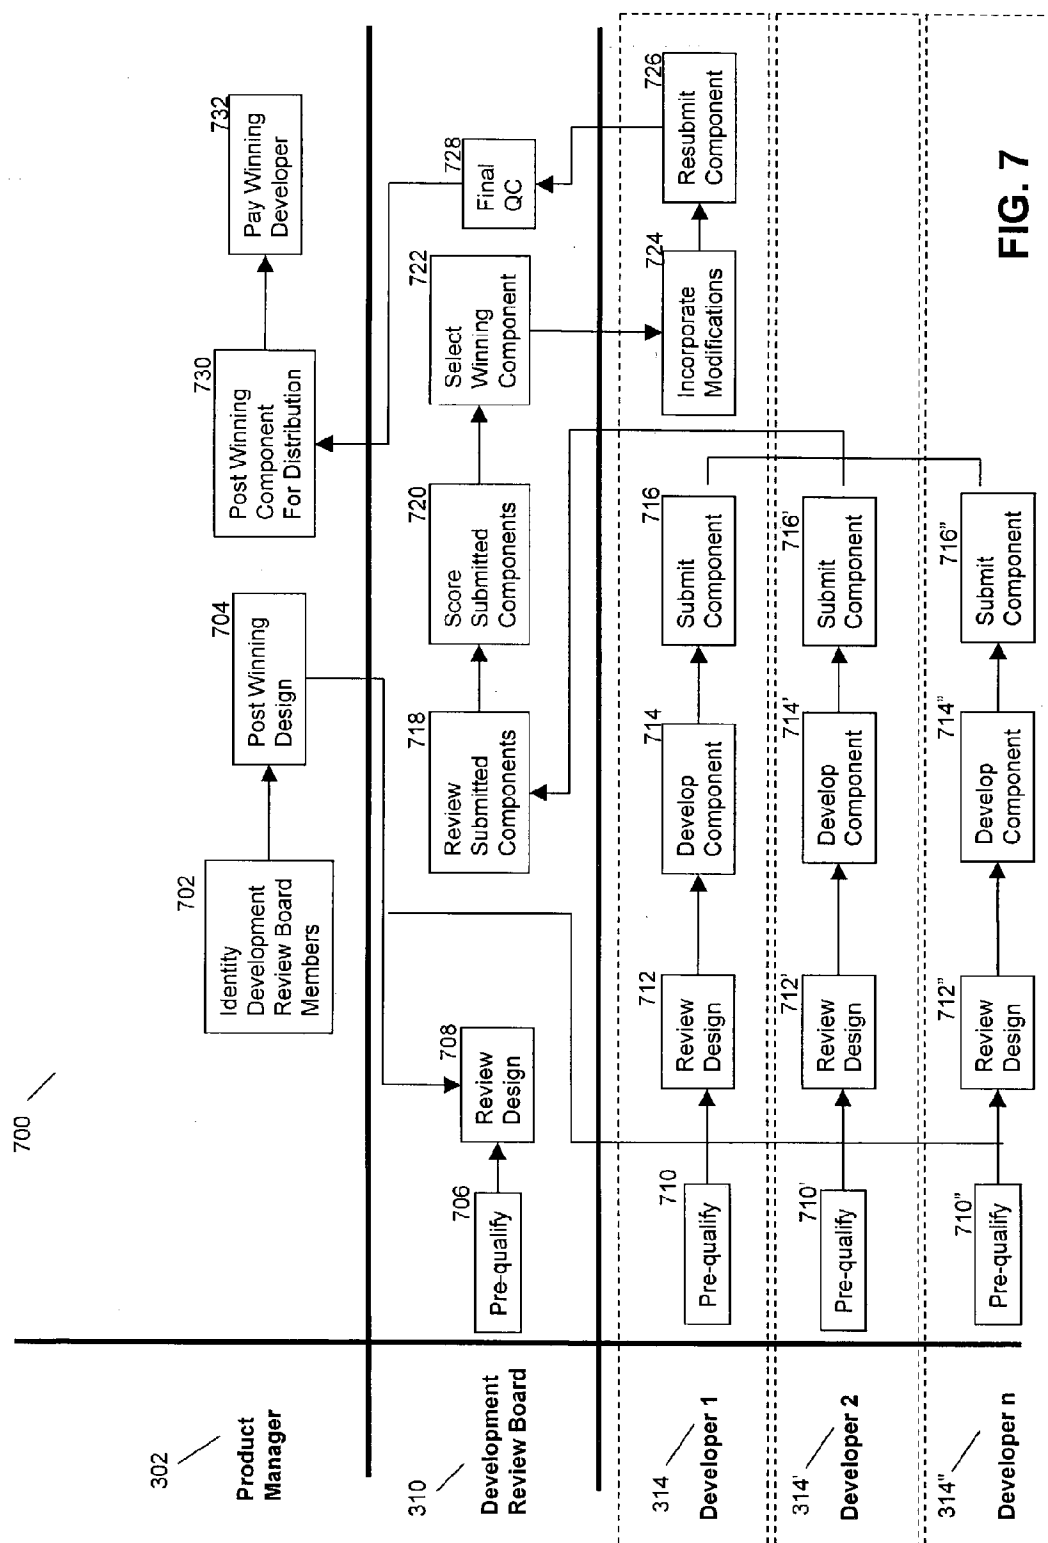 700
302
Product
Manager
702
Identity
Development
Review Board
Members
704
Post Winning
Design
730
Post Winning
Component
For Distribution
732
Pay Winning
Developer
310
Development
Review Board
706
Pre-qualify
708
Review
Design
718
Review
Submitted
Components
720
Score
Submitted
Components
722
Select
Winning
Component
728
Final
QC
314
Developer 1
710
Pre-qualify
712
Review
Design
714
Develop
Component
716
Submit
Component
724
Incorporate
Modifications
726
Resubmit
Component
314'
Developer 2
710'
Pre-qualify
712'
Review
Design
714'
Develop
Component
716'
Submit
Component
314"
Developer n
710"
Pre-qualify
712"
Review
Design
714"
Develop
Component
716"
Submit
Component
FIG. 7